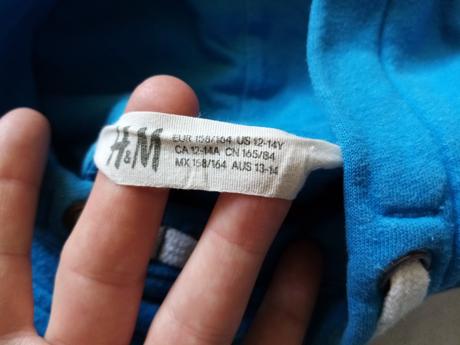 H&M
EUR 158/164 US 12-14Y
CA 12-14A CN 165/84
MX 158/164 AUS 13-14